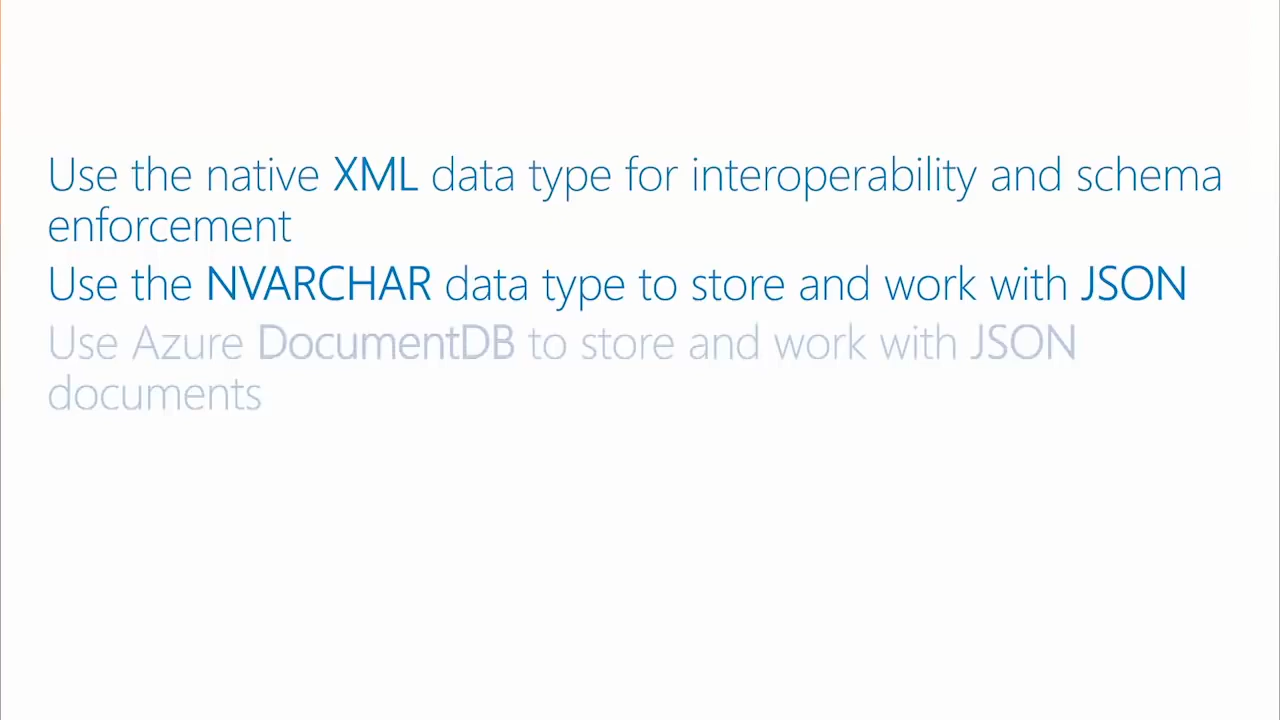 Use the native XML data type for interoperability and schema
enforcement
Use the NVARCHAR data type to store and work with JSON
Use Azure DocumentDB to store and work with JSON
documents